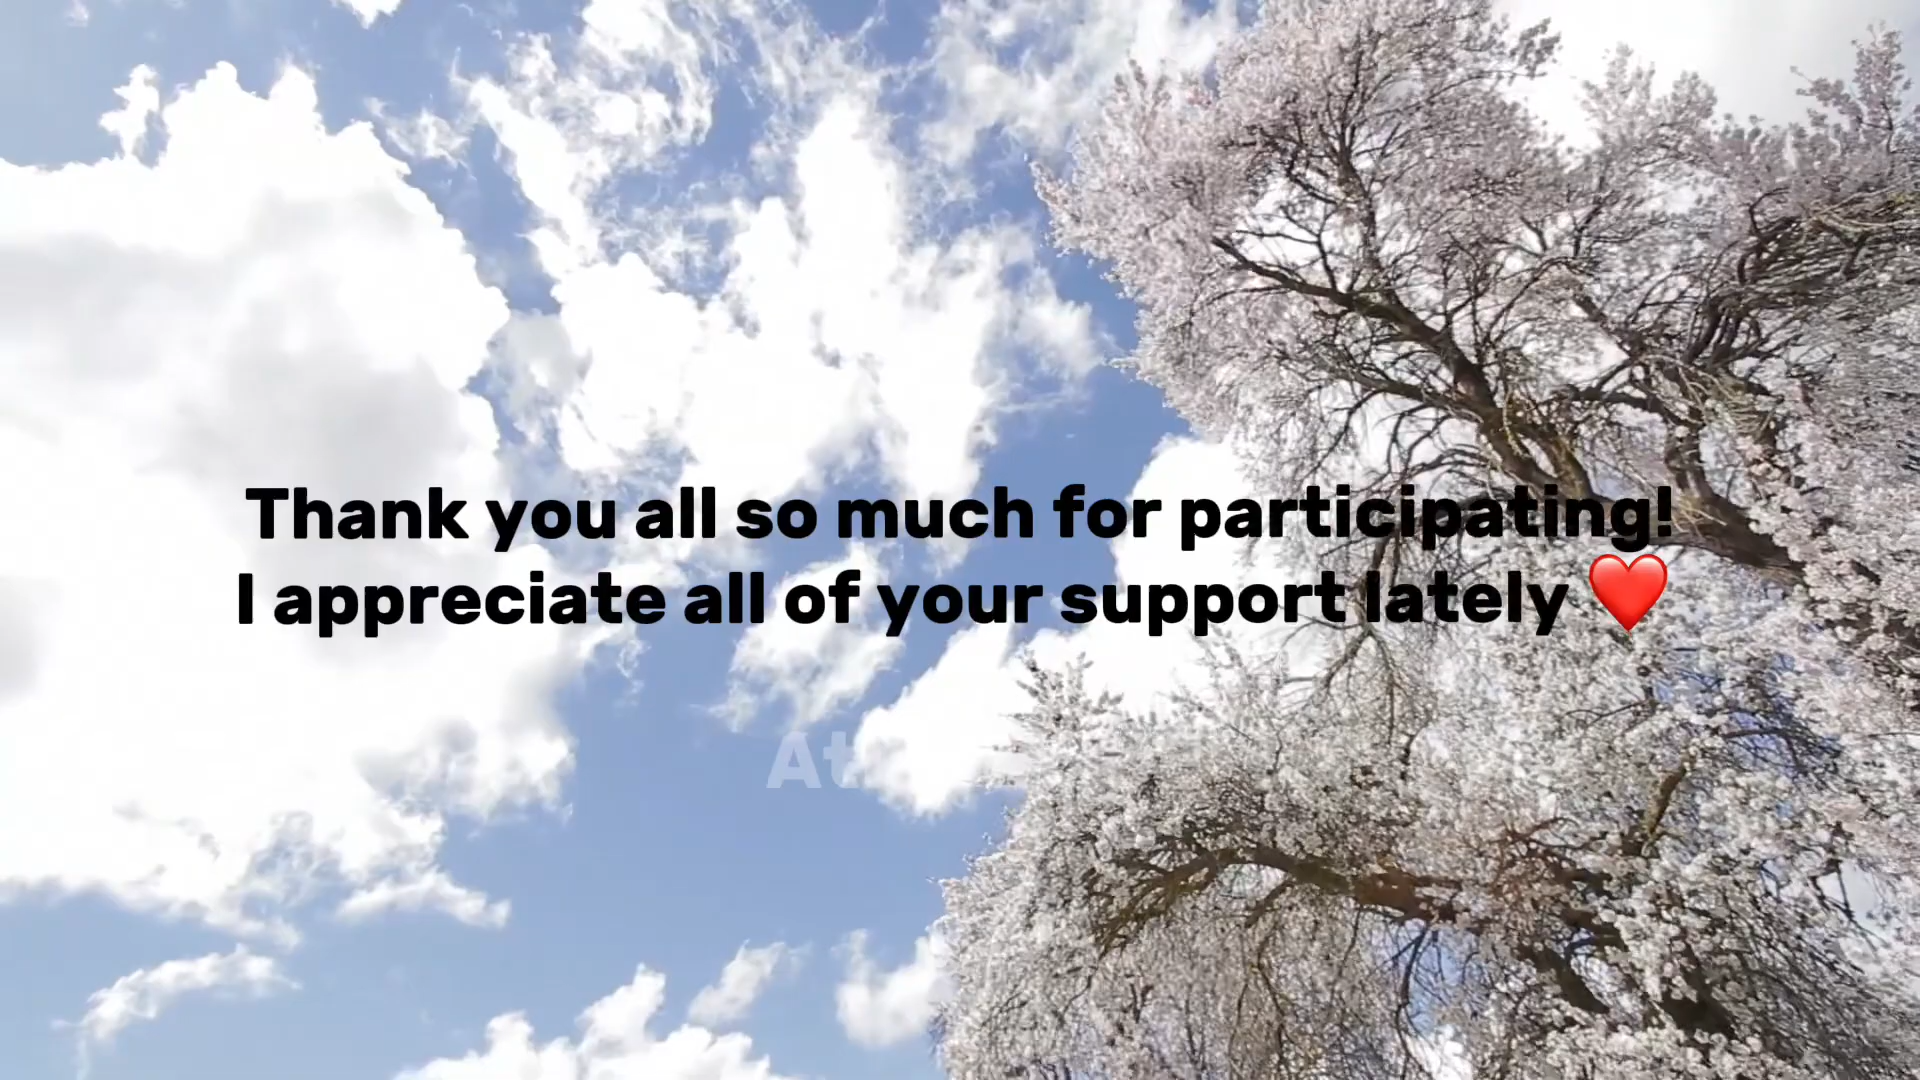 Thank you all so much for participating!
I appreciate all of your support lately ❤️